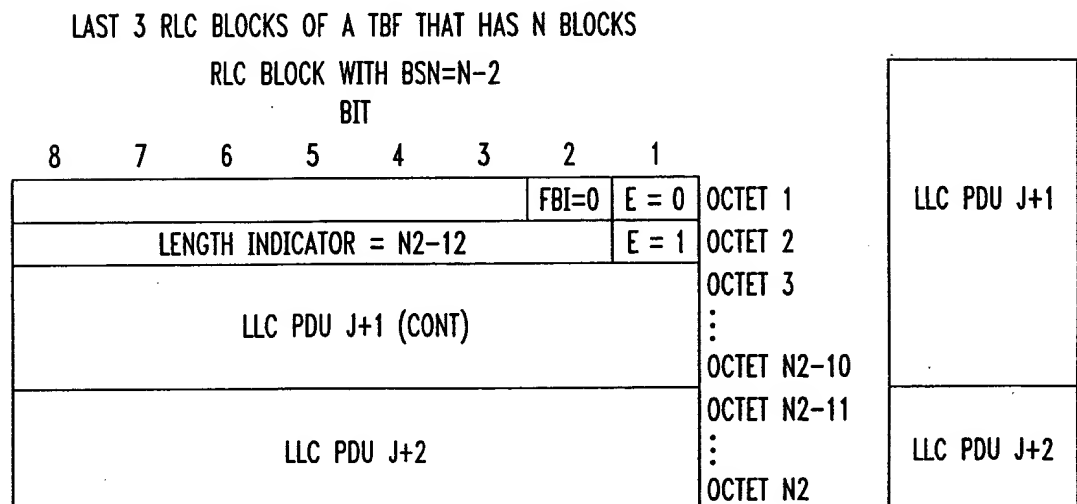 LAST 3 RLC BLOCKS OF A TBF THAT HAS N BLOCKS
RLC BLOCK WITH BSN=N-2
BIT
8 7 6 5 4 3 2 1
FBI=0 E = 0 OCTET 1
LENGTH INDICATOR = N2-12 E = 1 OCTET 2
OCTET 3
LLC PDU J+1 (CONT)
OCTET N2-10
OCTET N2-11
LLC PDU J+2
OCTET N2
LLC PDU J+1
LLC PDU J+2